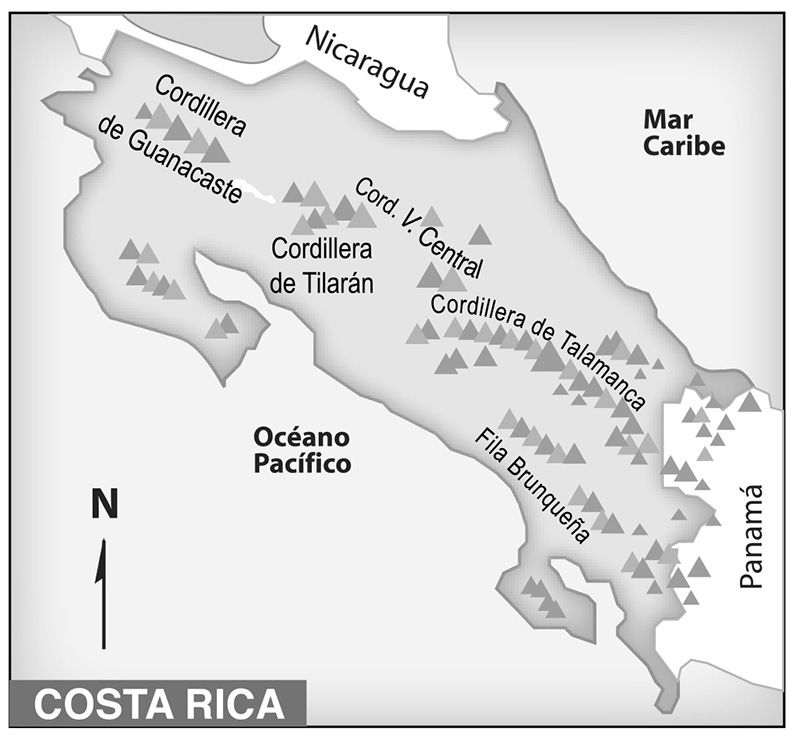 Nicaragua
Mar
Caribe
Cordillera
de Guanacaste
Cord. V. Central
Cordillera
de Tilarán
Cordillera de Talamanca
Océano
Pacífico
Fila Brunqueña
N
Panamá
COSTA RICA